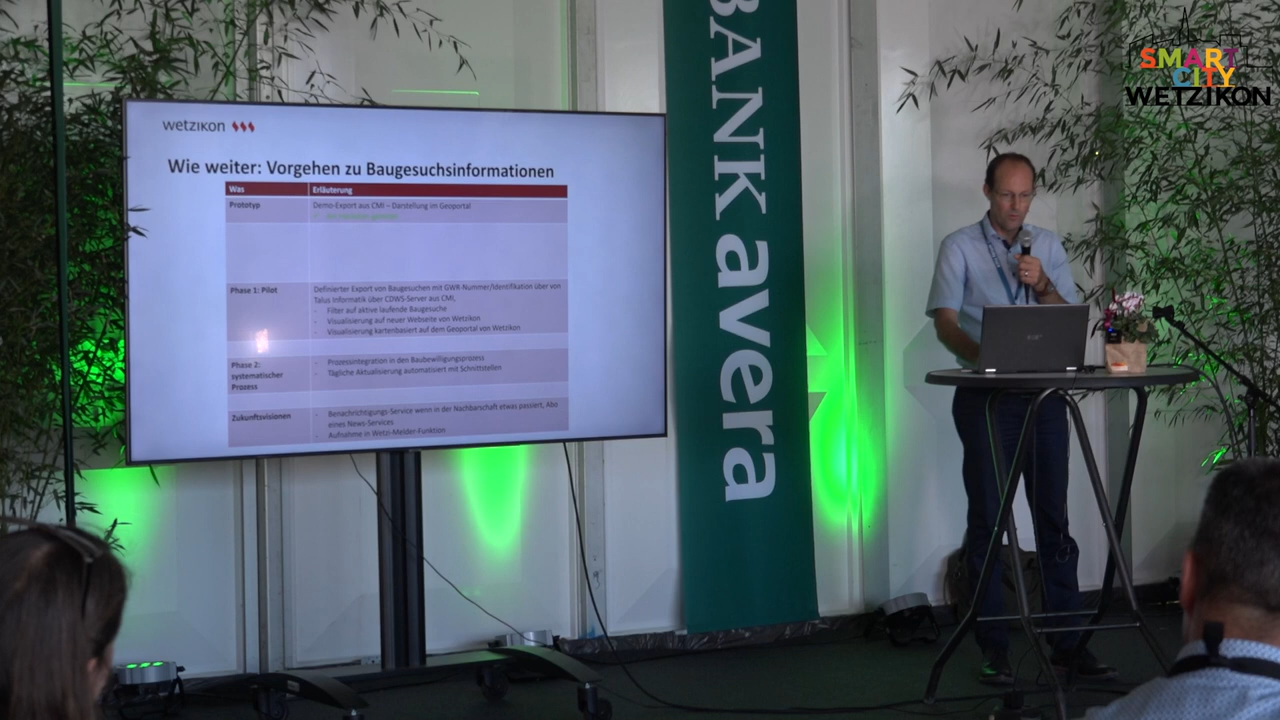 SMART
CITY
WETZIKON
BANK avera
wetzikon
Wie weiter: Vorgehen zu Baugesuchsinformationen
Was Erläuterung
Prototyp Demo-Export aus CMI – Darstellung im Geoportal
Phase 1: Pilot Definierter Export von Baugesuchen mit GWR-Nummer/Identifikation über von
Talus Informatik über CDWS-Server aus CMI,
- Filter auf aktive laufende Baugesuche
- Visualisierung auf neuer Webseite von Wetzikon
- Visualisierung kartenbasiert auf dem Geoportal von Wetzikon
Phase 2: - Prozessintegration in den Baubewilligungsprozess
systematischer - Tägliche Aktualisierung automatisiert mit Schnittstellen
Prozess
Zukunftsvisionen - Benachrichtigungs-Service wenn in der Nachbarschaft etwas passiert, Abo
eines News-Services
- Aufnahme in Wetzi-Melder-Funktion